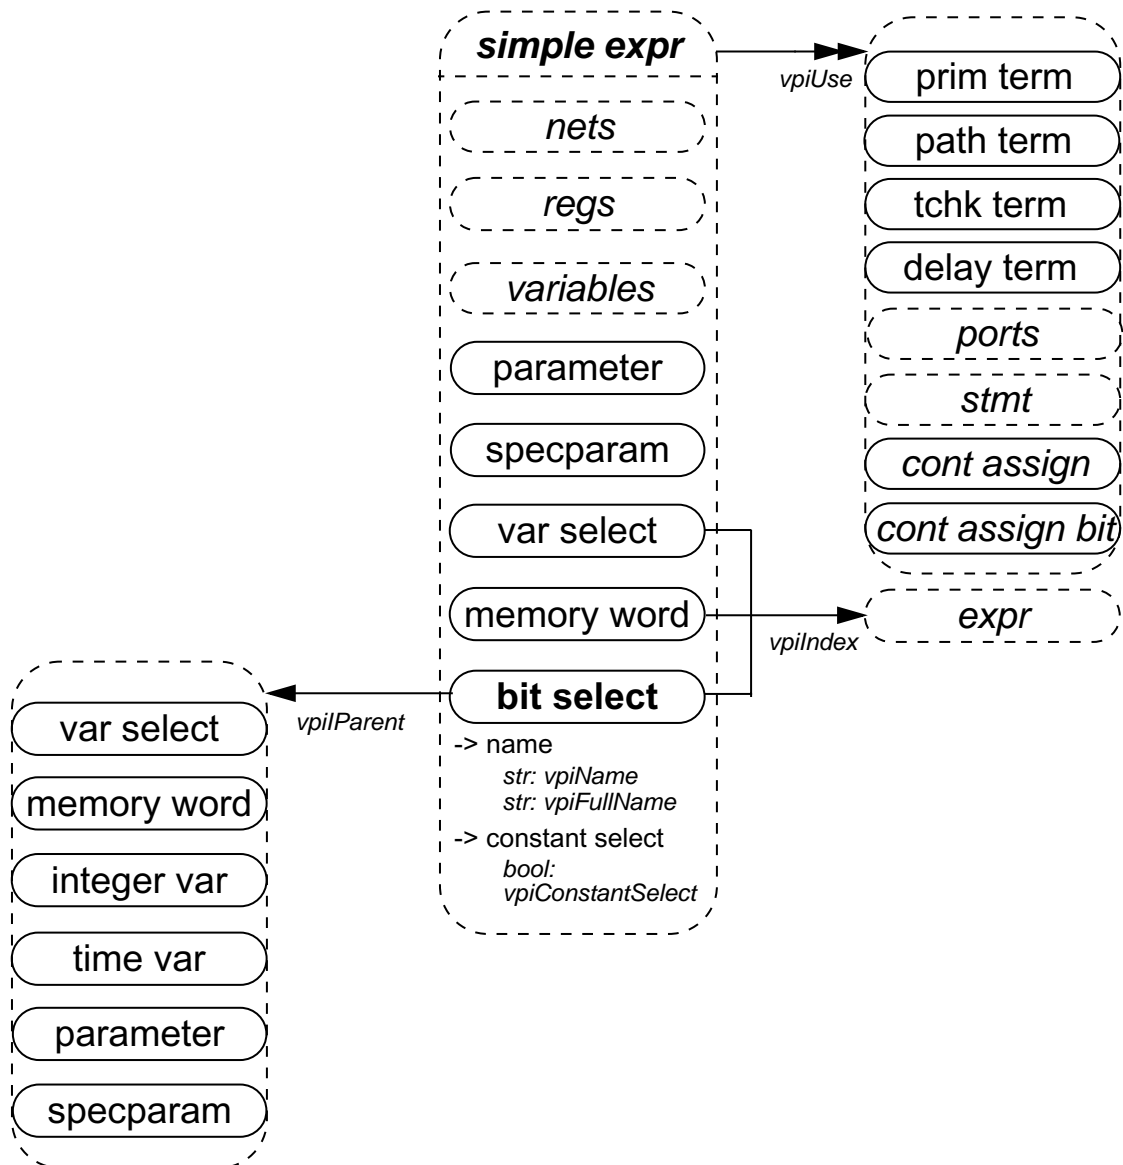 simple expr
nets
regs
variables
parameter
specparam
var select
memory word
bit select
-> name
str: vpiName
str: vpiFullName
-> constant select
bool:
vpiConstantSelect
vpiUse
prim term
path term
tchk term
delay term
ports
stmt
cont assign
cont assign bit
vpiIndex
expr
vpiIParent
var select
memory word
integer var
time var
parameter
specparam